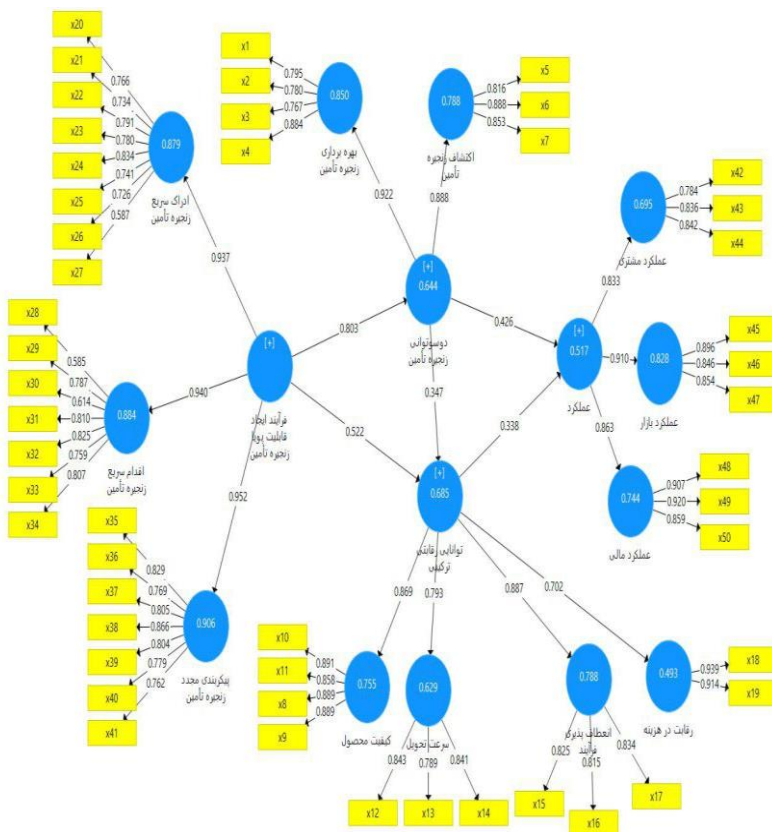 x20
x21
x22
x23
x24
x25
x26
x27
0.766
0.734
0.791
0.780
0.834
0.741
0.726
0.587
0.879
ادراک سریع
زنجیره تأمین
x1
x2
x3
x4
0.795
0.780
0.767
0.884
0.850
بهره برداری
زنجیره تأمین
x5
x6
x7
0.816
0.888
0.853
0.788
اکتشاف زنجیره
تأمین
x42
x43
x44
0.784
0.836
0.842
0.695
عملکرد مشتری
0.937
0.922
0.888
0.833
x28
x29
x30
x31
x32
x33
x34
0.585
0.787
0.614
0.810
0.825
0.759
0.807
0.884
اقدام سریع
زنجیره تأمین
0.940
[+]
فرآیند ایجاد
قابلیت پویا
زنجیره تأمین
0.803
[+]
0.644
دوسوتوانی
زنجیره تأمین
0.426
0.347
0.522
0.338
[+]
0.517
عملکرد
0.910
0.828
عملکرد بازار
x45
x46
x47
0.896
0.846
0.854
0.863
0.744
عملکرد مالی
x48
x49
x50
0.907
0.920
0.859
0.952
x35
x36
x37
x38
x39
x40
x41
0.829
0.769
0.805
0.866
0.804
0.779
0.762
0.906
پیکربندی مجدد
زنجیره تأمین
[+]
0.685
توانایی رقابتی
ترکیبی
0.869
0.793
0.887
0.702
x10
x11
x8
x9
0.891
0.858
0.889
0.889
0.755
کیفیت محصول
0.629
سرعت تحویل
0.843
0.789
0.841
x12
x13
x14
0.788
انعطاف پذیری
فرآیند
0.825
0.815
0.834
x15
x16
x17
0.493
رقابت در هزینه
0.939
0.914
x18
x19